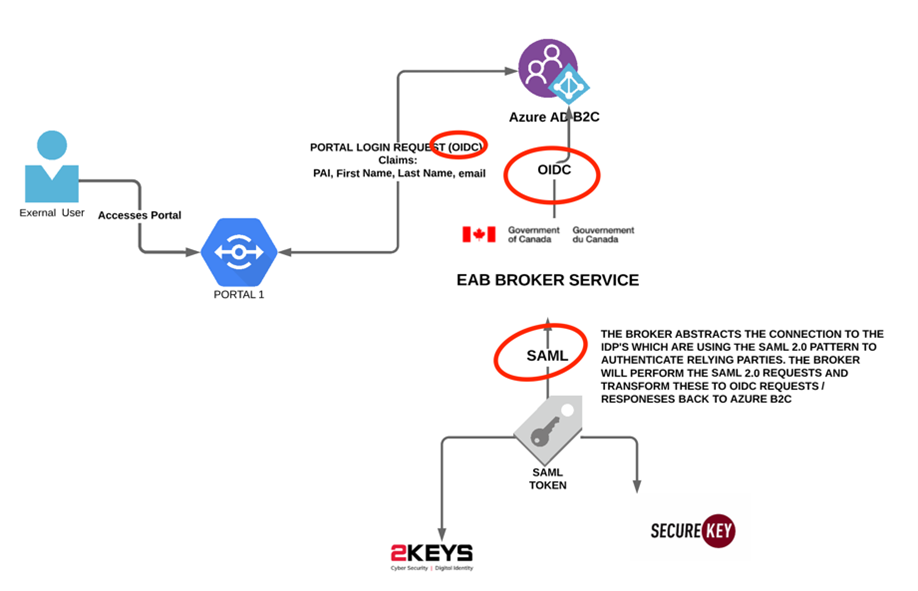 Azure AD B2C
PORTAL LOGIN REQUEST (OIDC)
Claims:
PAI, First Name, Last Name, email
OIDC
Exernal User
Accesses Portal
Government
of Canada
Gouvernement
du Canada
PORTAL 1
EAB BROKER SERVICE
SAML
THE BROKER ABSTRACTS THE CONNECTION TO THE
IDP'S WHICH ARE USING THE SAML 2.0 PATTERN TO
AUTHENTICATE RELYING PARTIES. THE BROKER
WILL PERFORM THE SAML 2.0 REQUESTS AND
TRANSFORM THESE TO OIDC REQUESTS /
RESPONESES BACK TO AZURE B2C
SAML
TOKEN
2KEYS
Cyber Security | Digital Identity
SECUREKEY